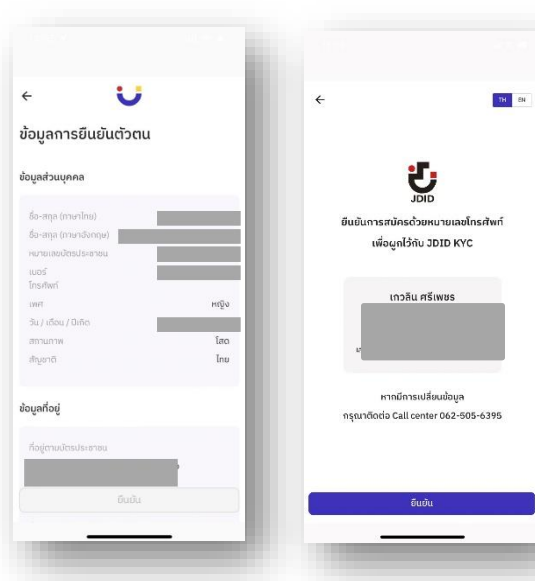 ข้อมูลการยืนยันตัวตน
ข้อมูลส่วนบุคคล
ชื่อ-สกุล (ภาษาไทย)
ชื่อ-สกุล (ภาษาอังกฤษ)
หมายเลขบัตรประชาชน
เบอร์
โทรศัพท์
เพศ หญิง
วัน / เดือน / ปีเกิด
สถานภาพ โสด
สัญชาติ ไทย
ข้อมูลที่อยู่
ที่อยู่ตามบัตรประชาชน
ยืนยัน
TH EN
JDID
ยืนยันการสมัครด้วยหมายเลขโทรศัพท์
เพื่อผูกไว้กับ JDID KYC
เกวลิน ศรีเพชร
หากมีการเปลี่ยนข้อมูล
กรุณาติดต่อ Call center 062-505-6395
ยืนยัน